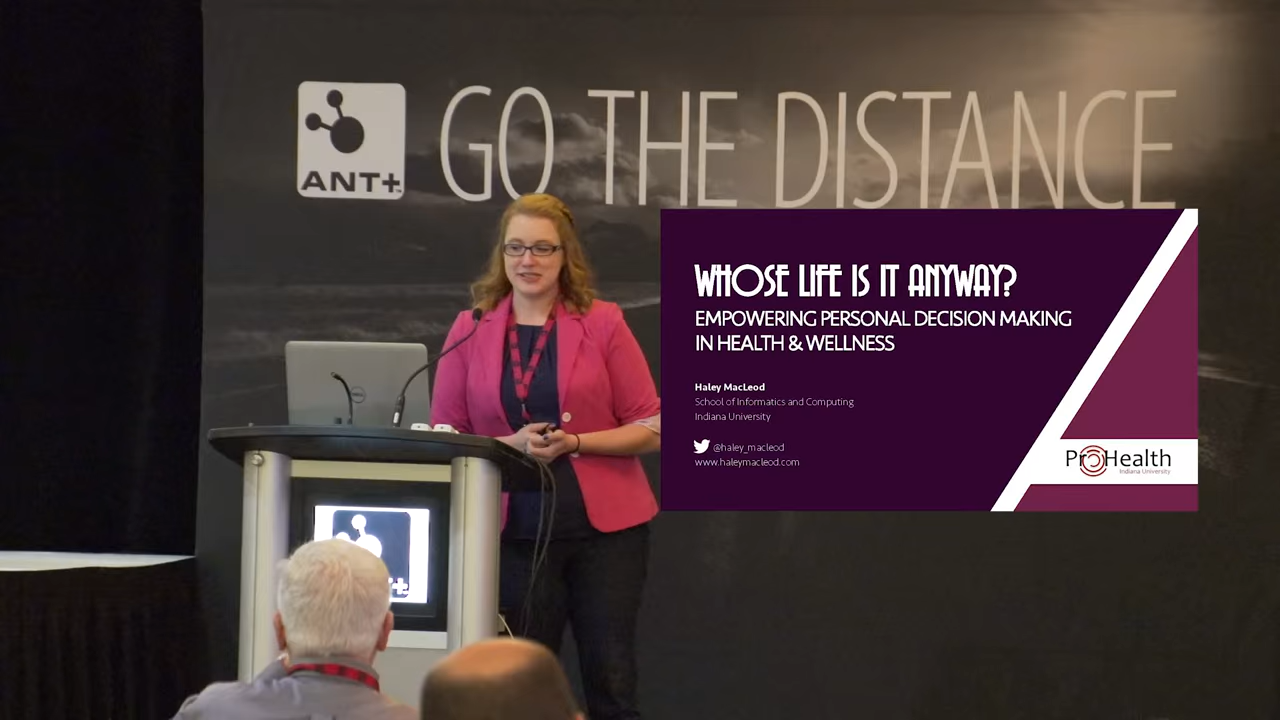 ANT+
GO THE DISTANCE
WHOSE LIFE IS IT ANYWAY?
EMPOWERING PERSONAL DECISION MAKING
IN HEALTH & WELLNESS
Haley MacLeod
School of Informatics and Computing
Indiana University
@haley_macleod
www.haleymacleod.com
ProHealth
Indiana University
DELL